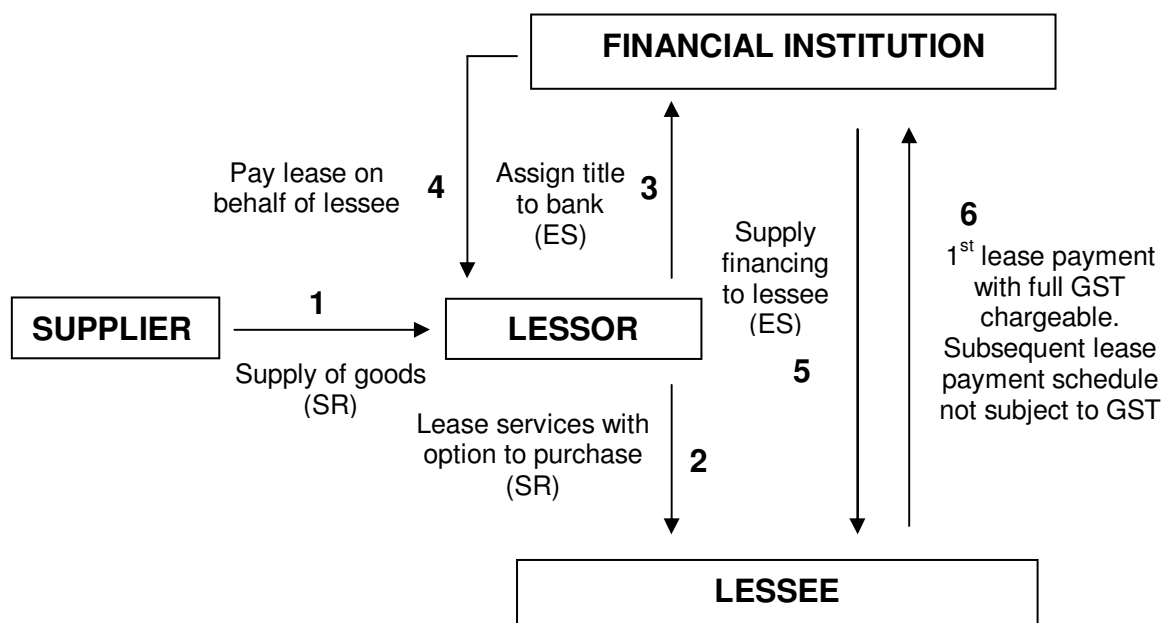 FINANCIAL INSTITUTION
Pay lease on
behalf of lessee
4
Assign title
to bank
(ES)
3
Supply
financing
to lessee
(ES)
5
6
1st lease payment
with full GST
chargeable.
Subsequent lease
payment schedule
not subject to GST
SUPPLIER
1
Supply of goods
(SR)
LESSOR
Lease services with
option to purchase
(SR)
2
LESSEE